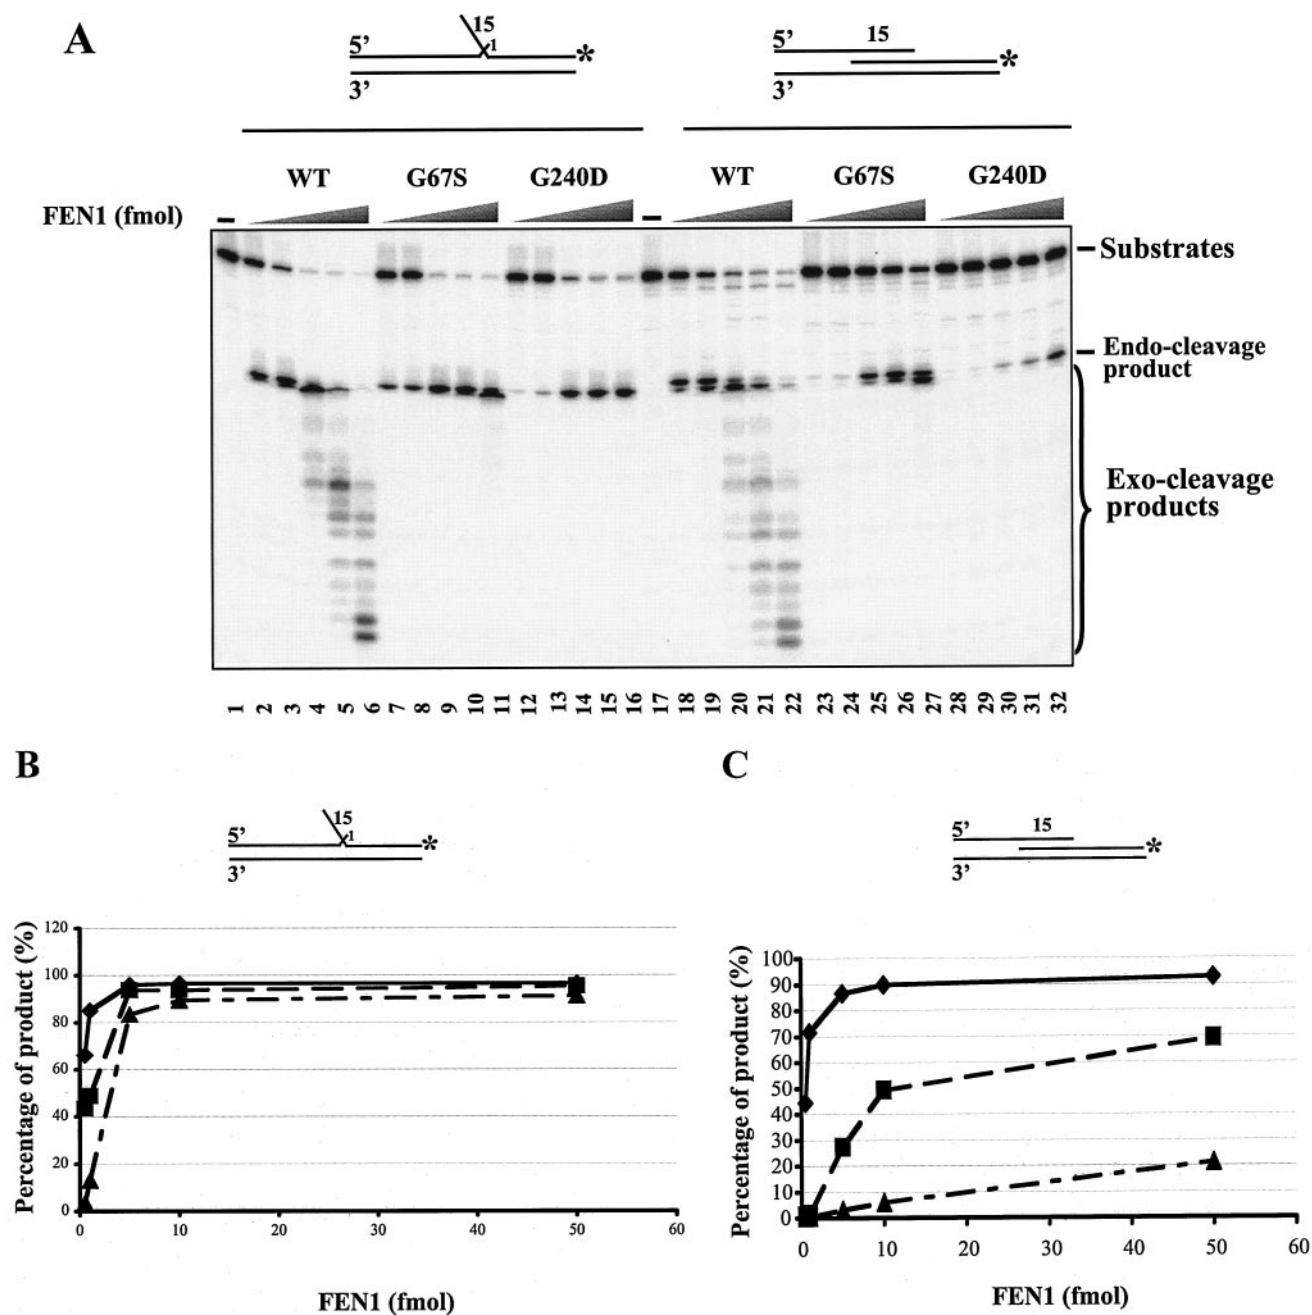 A
15
1
5'
*
3'
5'
15
*
3'
WT G67S G240D WT G67S G240D
FEN1 (fmol)
Substrates
Endo-cleavage
product
Exo-cleavage
products
1 2 3 4 5 6 7 8 9 10 11 12 13 14 15 16 17 18 19 20 21 22 23 24 25 26 27 28 29 30 31 32
B
15
1
5'
*
3'
Percentage of product (%)
120
100
80
60
40
20
0
0 10 20 30 40 50 60
FEN1 (fmol)
C
5'
15
*
3'
Percentage of product (%)
100
90
80
70
60
50
40
30
20
10
0
0 10 20 30 40 50 60
FEN1 (fmol)